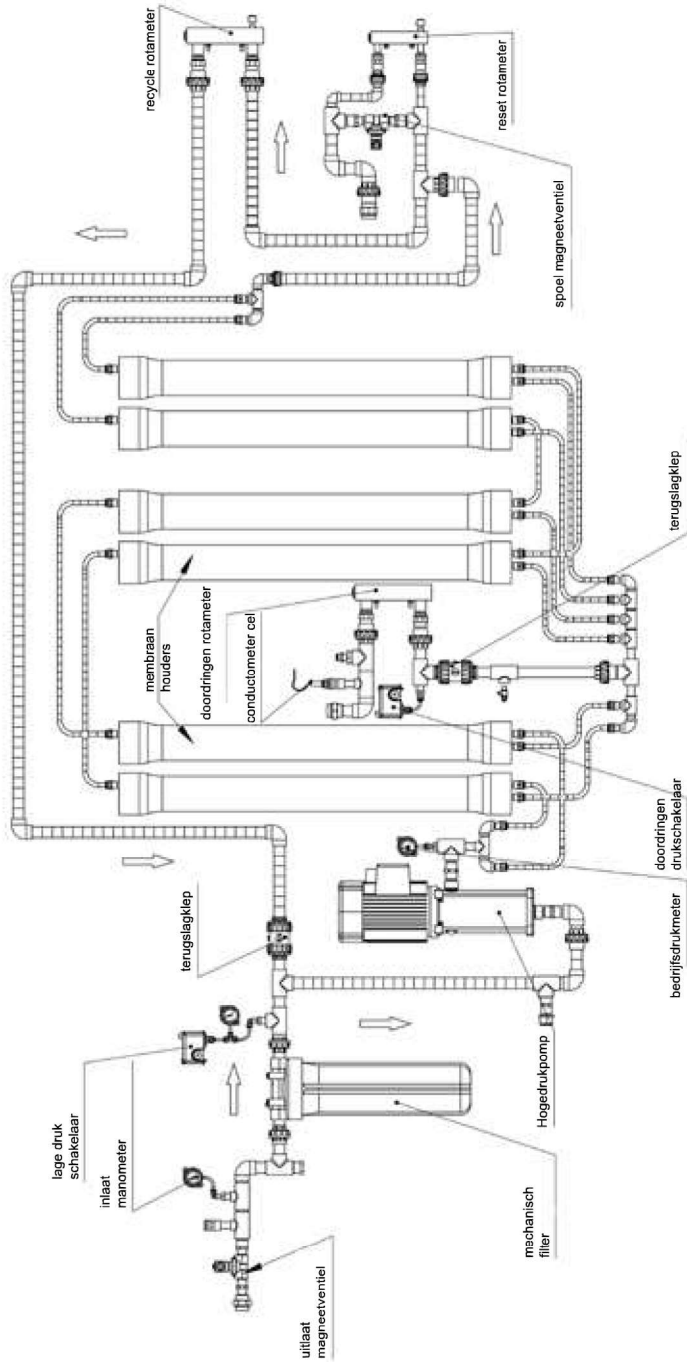 recycle rotameter
reset rotameter
spoel magneetventiel
terugslagklep
membraan
houders
doordringen rotameter
conductometer cel
doordringen
drukschakelaar
bedrijfsdrukmeter
terugslagklep
Hogedrukpomp
lage druk
schakelaar
inlaat
manometer
mechanisch
filter
uitlaat
magneetventiel